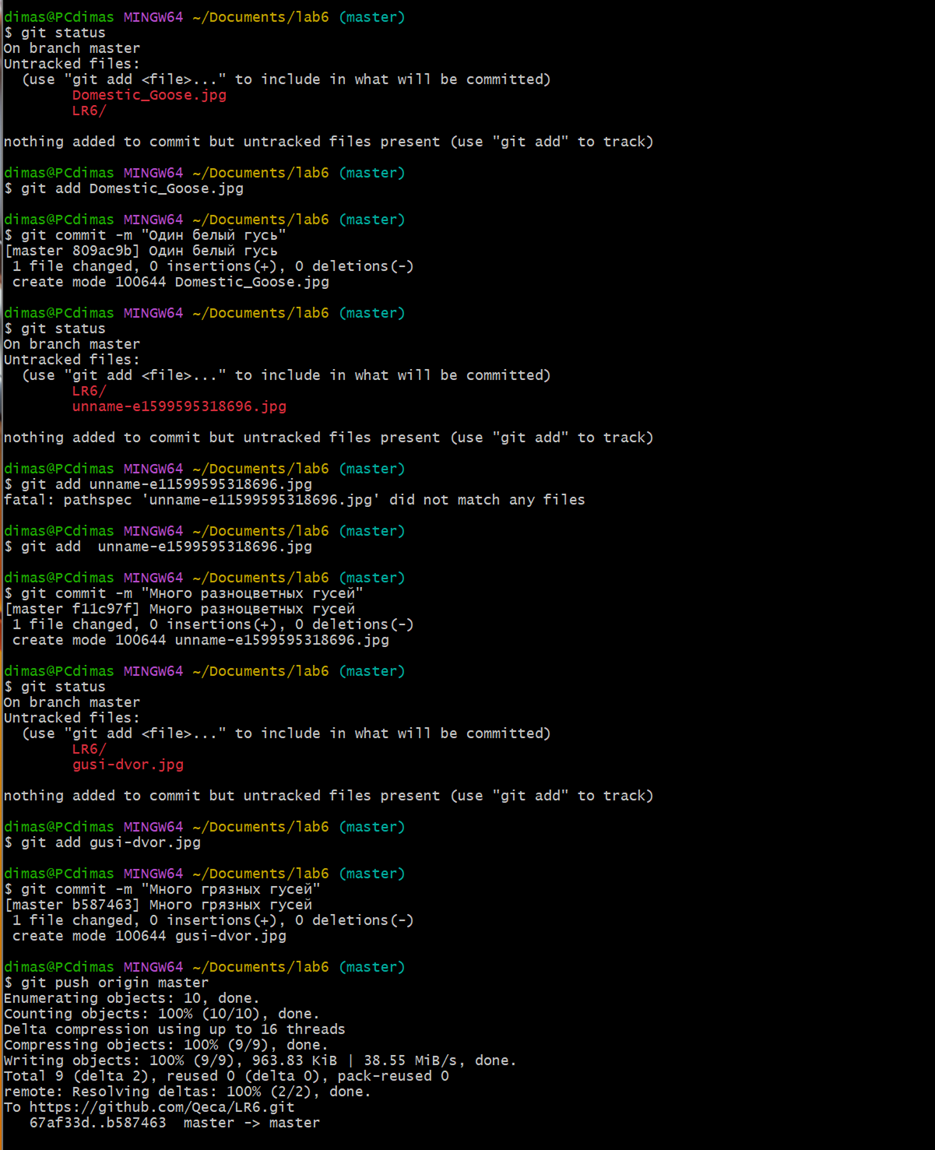 dimas@PCdimas MINGW64 ~/Documents/lab6 (master)
$ git status
On branch master
Untracked files:
  (use "git add <file>..." to include in what will be committed)
        Domestic_Goose.jpg
        LR6/

nothing added to commit but untracked files present (use "git add" to track)

dimas@PCdimas MINGW64 ~/Documents/lab6 (master)
$ git add Domestic_Goose.jpg

dimas@PCdimas MINGW64 ~/Documents/lab6 (master)
$ git commit -m "Один белый гусь"
[master 809ac9b] Один белый гусь
 1 file changed, 0 insertions(+), 0 deletions(-)
 create mode 100644 Domestic_Goose.jpg

dimas@PCdimas MINGW64 ~/Documents/lab6 (master)
$ git status
On branch master
Untracked files:
  (use "git add <file>..." to include in what will be committed)
        LR6/
        unname-e1599595318696.jpg

nothing added to commit but untracked files present (use "git add" to track)

dimas@PCdimas MINGW64 ~/Documents/lab6 (master)
$ git add unname-e11599595318696.jpg
fatal: pathspec 'unname-e11599595318696.jpg' did not match any files

dimas@PCdimas MINGW64 ~/Documents/lab6 (master)
$ git add  unname-e1599595318696.jpg

dimas@PCdimas MINGW64 ~/Documents/lab6 (master)
$ git commit -m "Много разноцветных гусей"
[master f11c97f] Много разноцветных гусей
 1 file changed, 0 insertions(+), 0 deletions(-)
 create mode 100644 unname-e1599595318696.jpg

dimas@PCdimas MINGW64 ~/Documents/lab6 (master)
$ git status
On branch master
Untracked files:
  (use "git add <file>..." to include in what will be committed)
        LR6/
        gusi-dvor.jpg

nothing added to commit but untracked files present (use "git add" to track)

dimas@PCdimas MINGW64 ~/Documents/lab6 (master)
$ git add gusi-dvor.jpg

dimas@PCdimas MINGW64 ~/Documents/lab6 (master)
$ git commit -m "Много грязных гусей"
[master b587463] Много грязных гусей
 1 file changed, 0 insertions(+), 0 deletions(-)
 create mode 100644 gusi-dvor.jpg

dimas@PCdimas MINGW64 ~/Documents/lab6 (master)
$ git push origin master
Enumerating objects: 10, done.
Counting objects: 100% (10/10), done.
Delta compression using up to 16 threads
Compressing objects: 100% (9/9), done.
Writing objects: 100% (9/9), 963.83 KiB | 38.55 MiB/s, done.
Total 9 (delta 2), reused 0 (delta 0), pack-reused 0
remote: Resolving deltas: 100% (2/2), done.
To https://github.com/Qeca/LR6.git
   67af33d..b587463  master -> master